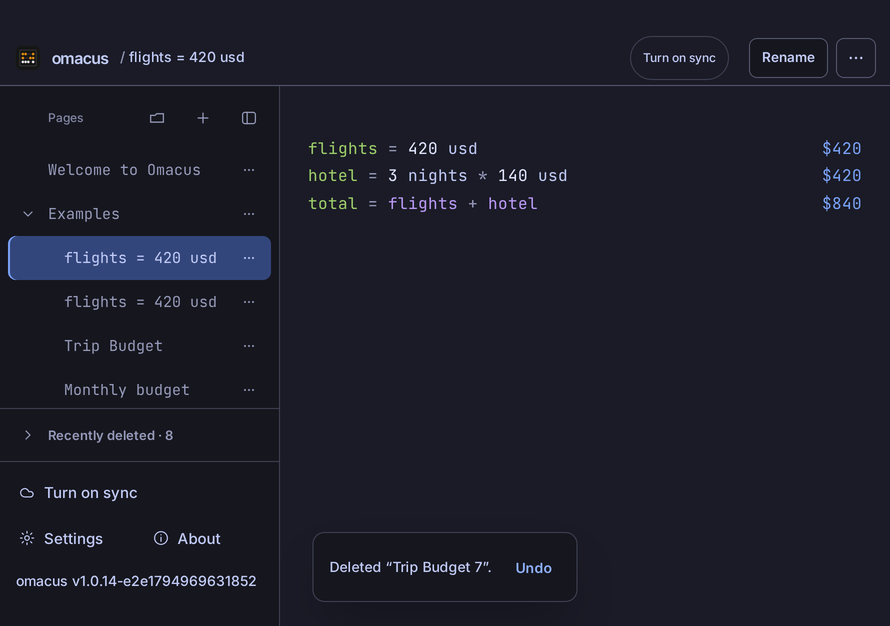 omacus / flights = 420 usd
Turn on sync
Rename
Pages
Welcome to Omacus
Examples
flights = 420 usd
flights = 420 usd
Trip Budget
Monthly budget
Recently deleted · 8
Turn on sync
Settings
About
omacus v1.0.14-e2e1794969631852
flights = 420 usd $420
hotel = 3 nights * 140 usd $420
total = flights + hotel $840
Deleted “Trip Budget 7”. Undo